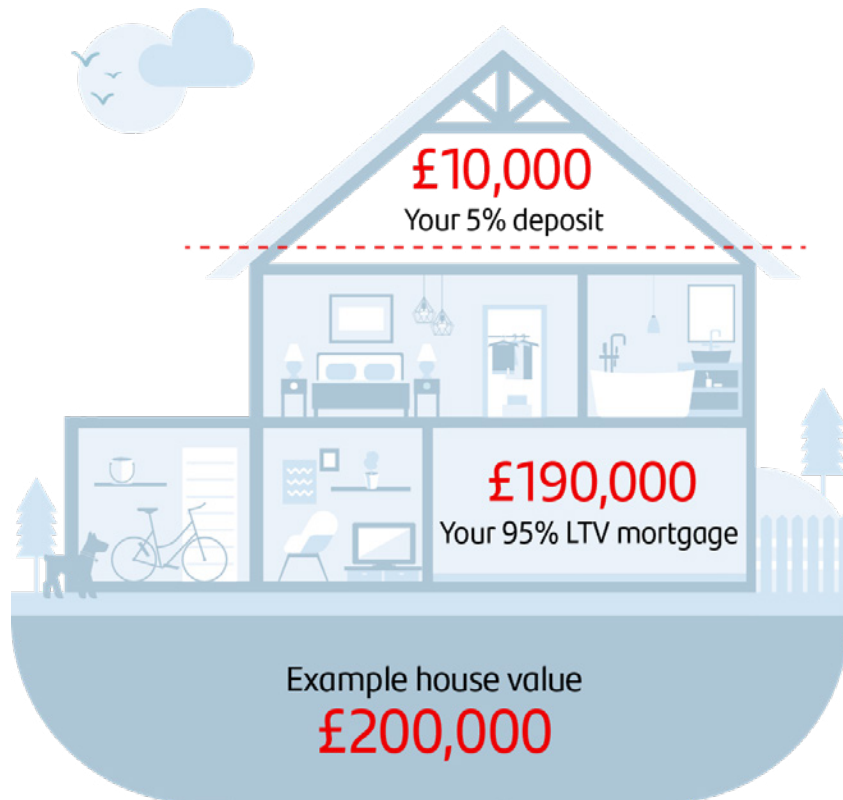 £10,000
Your 5% deposit
£190,000
Your 95% LTV mortgage
Example house value
£200,000